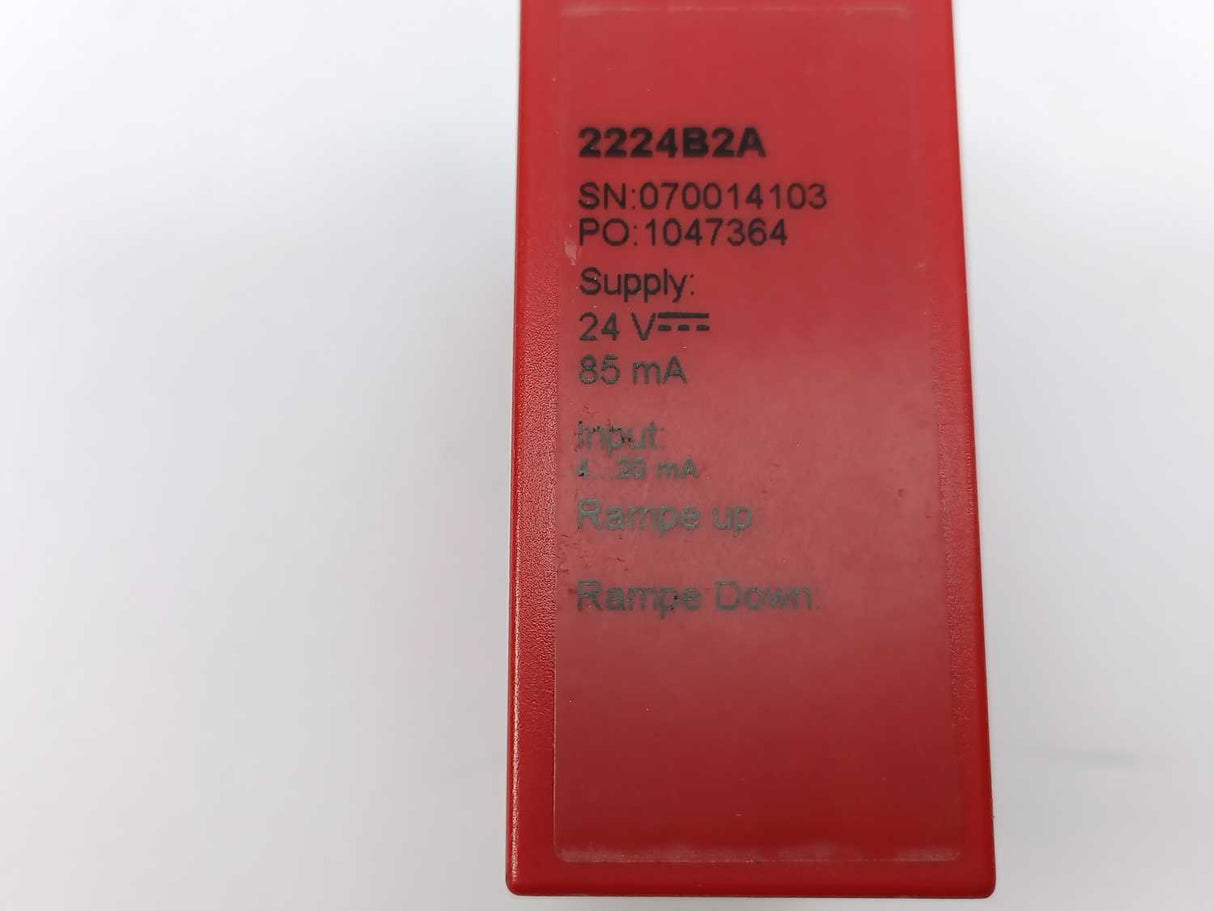 2224B2A
SN:070014103
PO:1047364
Supply:
24 V⎓
85 mA
Input:
4...20 mA
Rampe up:
Rampe Down: